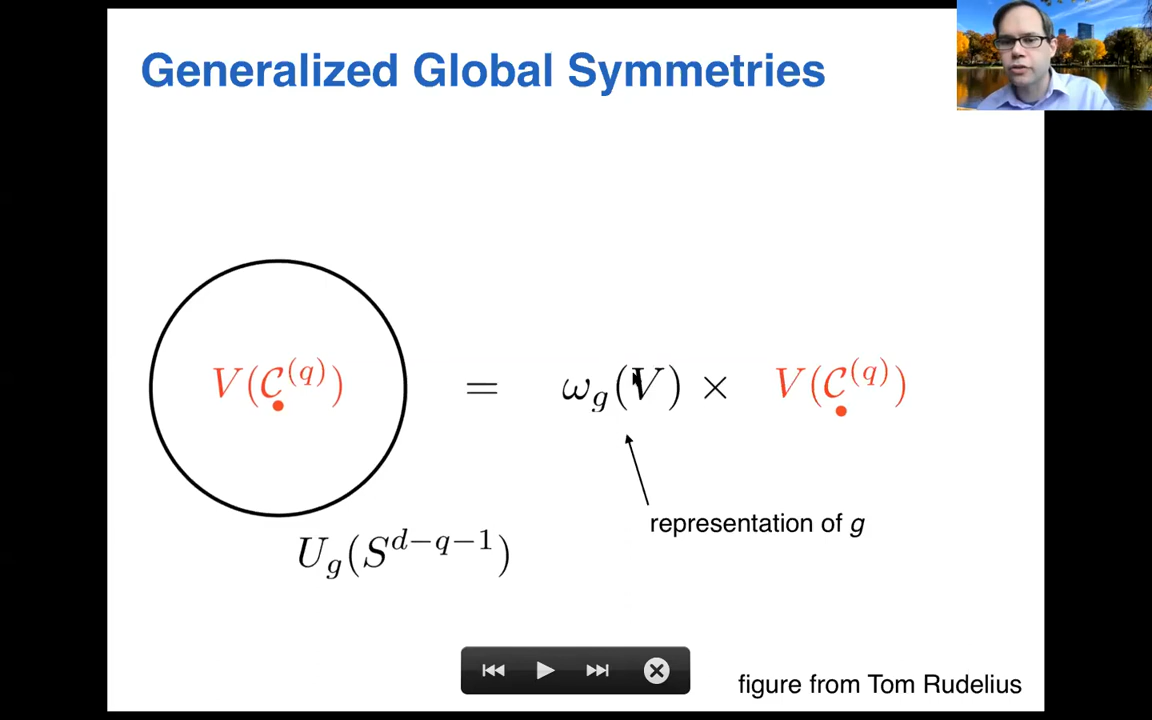 Generalized Global Symmetries
V(𝒞^{(q)}) = ω_g(V) × V(𝒞^{(q)})
representation of g
U_g(S^{d−q−1})
figure from Tom Rudelius